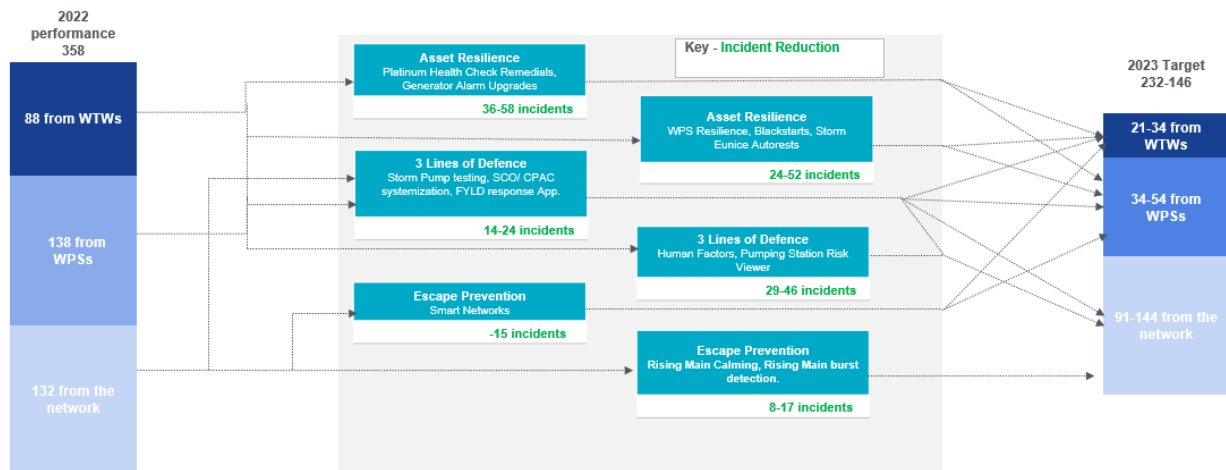 2022
performance
358
88 from WTWs
138 from
WPSs
132 from the
network
Key - Incident Reduction
Asset Resilience
Platinum Health Check Remedials,
Generator Alarm Upgrades
36-58 incidents
Asset Resilience
WPS Resilience, Blackstarts, Storm
Eunice Autorests
24-52 incidents
3 Lines of Defence
Storm Pump testing, SCO/ CPAC
systemization, FYLD response App.
14-24 incidents
3 Lines of Defence
Human Factors, Pumping Station Risk
Viewer
29-46 incidents
Escape Prevention
Smart Networks
-15 incidents
Escape Prevention
Rising Main Calming, Rising Main burst
detection.
8-17 incidents
2023 Target
232-146
21-34 from
WTWs
34-54 from
WPSs
91-144 from the
network